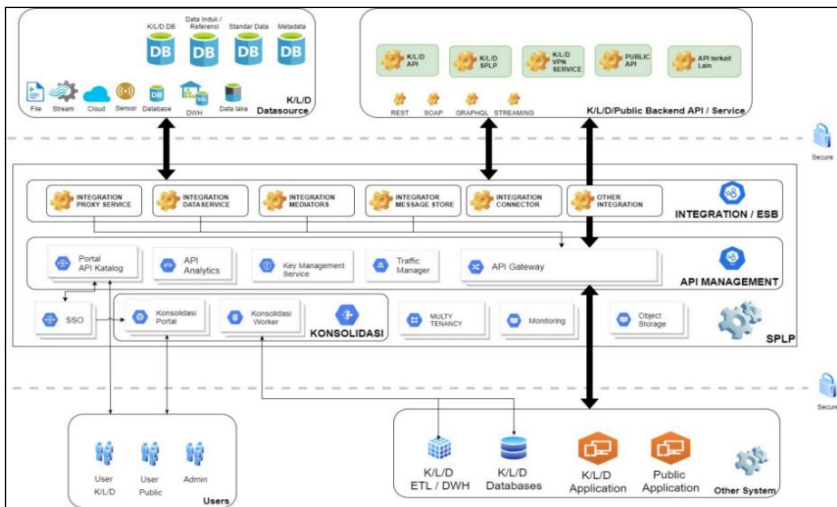 K/L/D DB
Data Induk /
Referensi
Standar Data
Metadata
DB
DB
DB
DB
File
Stream
Cloud
Sensor
Database
DWH
Data lake
K/L/D
Datasource
K/L/D
API
K/L/D
SPLP
K/L/D
VPN
SERVICE
PUBLIC
API
API terkait
Lain
REST
SOAP
GRAPHQL
STREAMING
K/L/D/Public Backend API / Service
Secure
INTEGRATION
PROXY SERVICE
INTEGRATION
DATASERVICE
INTEGRATION
MEDIATORS
INTEGRATOR
MESSAGE STORE
INTEGRATION
CONNECTOR
OTHER
INTEGRATION
INTEGRATION / ESB
Portal
API Katalog
API
Analytics
Key Management
Service
Traffic
Manager
API Gateway
API MANAGEMENT
SSO
Konsolidasi
Portal
Konsolidasi
Worker
KONSOLIDASI
MULTY
TENANCY
Monitoring
Object
Storage
SPLP
Secure
User
K/L/D
User
Public
Admin
Users
K/L/D
ETL / DWH
K/L/D
Databases
K/L/D
Application
Public
Application
Other System